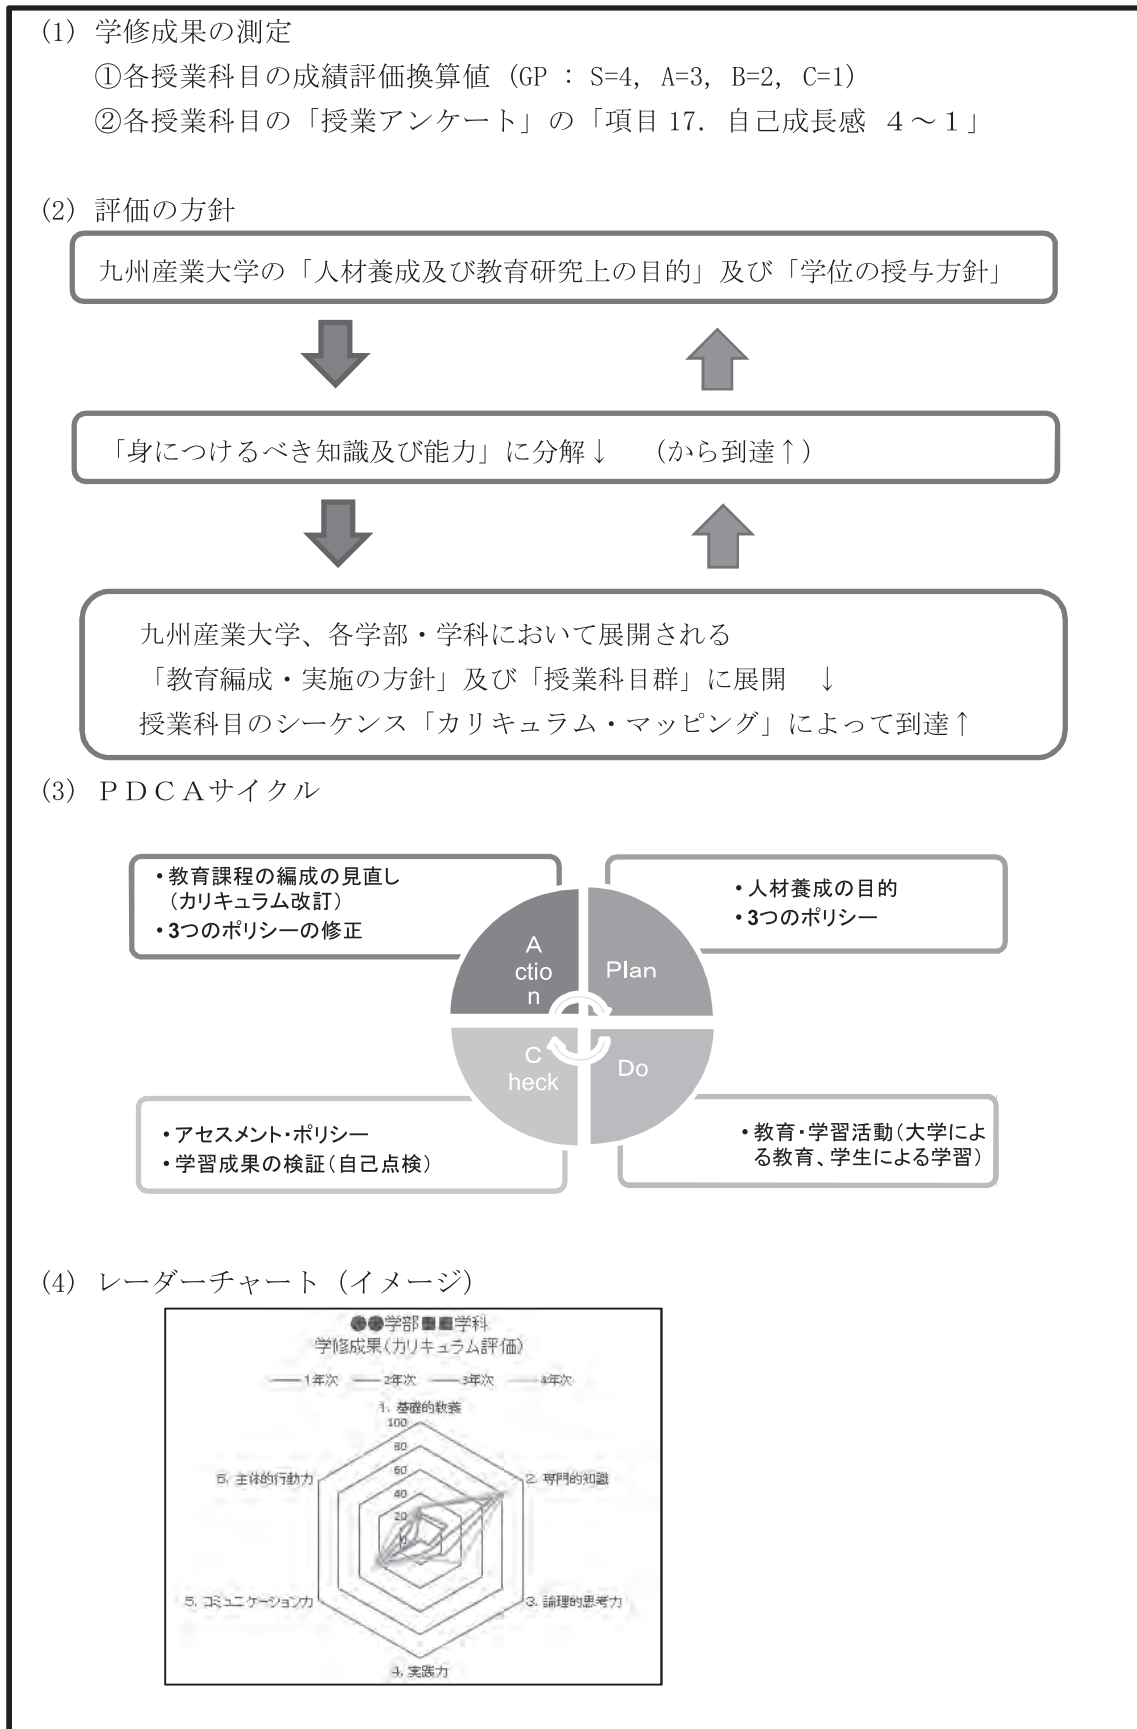 (1) 学修成果の測定
①各授業科目の成績評価換算値 (GP : S=4, A=3, B=2, C=1)
②各授業科目の「授業アンケート」の「項目 17. 自己成長感 4～1」
(2) 評価の方針
九州産業大学の「人材養成及び教育研究上の目的」及び「学位の授与方針」
「身につけるべき知識及び能力」に分解↓ (から到達↑)
九州産業大学、各学部・学科において展開される
「教育編成・実施の方針」及び「授業科目群」に展開 ↓
授業科目のシーケンス「カリキュラム・マッピング」によって到達↑
(3) PDCAサイクル
・教育課程の編成の見直し
(カリキュラム改訂)
・3つのポリシーの修正
・人材養成の目的
・3つのポリシー
A
ctio
n
Plan
C
heck
Do
・アセスメント・ポリシー
・学習成果の検証(自己点検)
・教育・学習活動(大学によ
る教育、学生による学習)
(4) レーダーチャート (イメージ)
●●学部■■学科
学修成果(カリキュラム評価)
1年次 2年次 3年次 4年次
1. 基礎的教養
100
80
60
40
20
0
6. 主体的行動力
2. 専門的知識
5. コミュニケーション力
3. 論理的思考力
4. 実践力